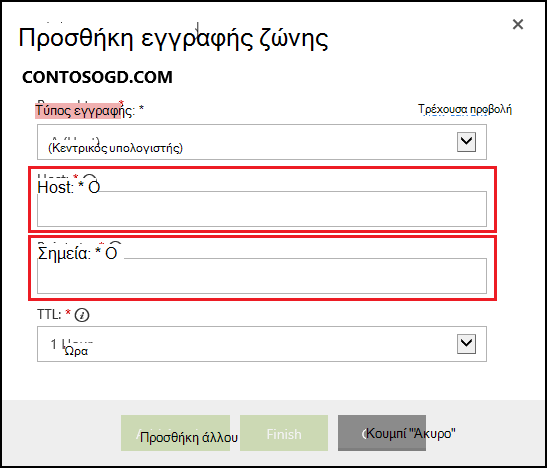 Προσθήκη εγγραφής ζώνης
CONTOSOGD.COM
Τύπος εγγραφής: * Τρέχουσα προβολή
(Κεντρικός υπολογιστής)
Host: * O
Σημεία: * O
TTL: *
1 Ώρα
Προσθήκη άλλου Finish Κουμπί "Άκυρο"